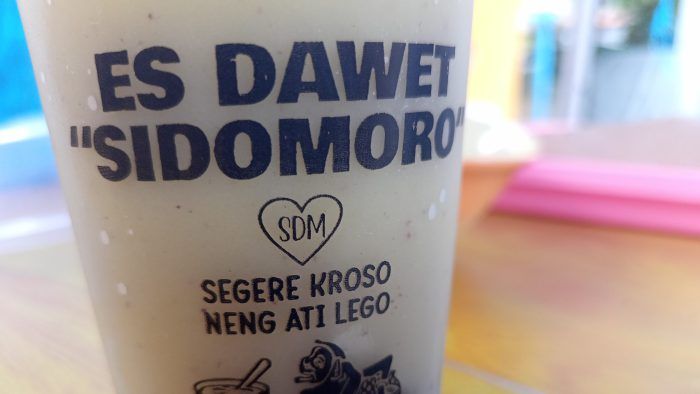 ES DAWET
"SIDOMORO"
SDM
SEGERE KROSO
NENG ATI LEGO